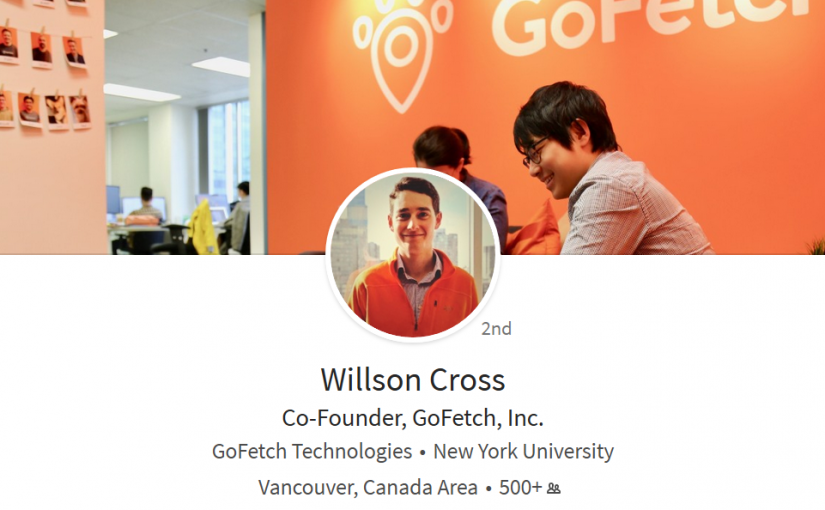 GoFetch
2nd
Willson Cross
Co-Founder, GoFetch, Inc.
GoFetch Technologies • New York University
Vancouver, Canada Area • 500+